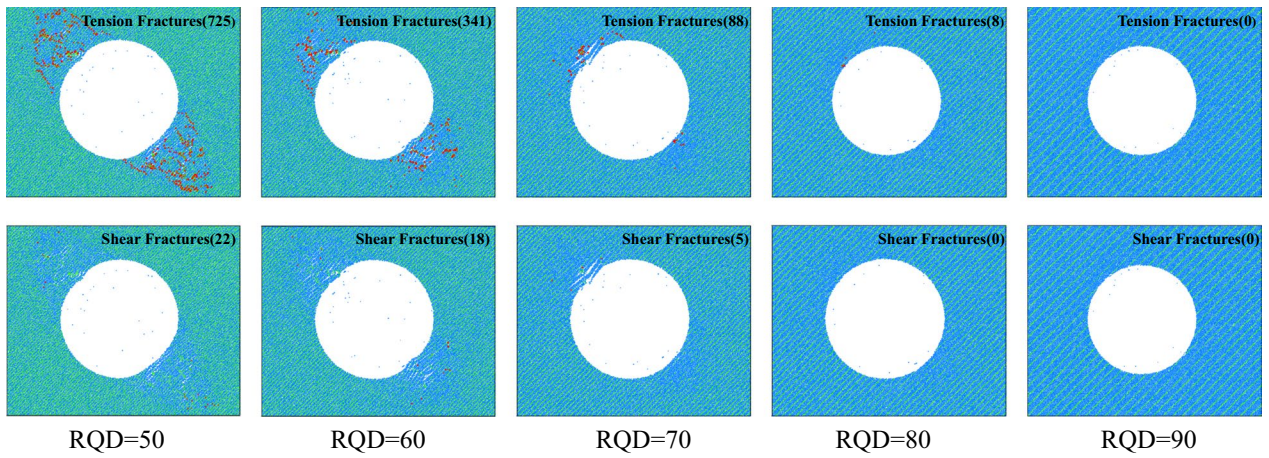 Tension Fractures(725)
Tension Fractures(341)
Tension Fractures(88)
Tension Fractures(8)
Tension Fractures(0)
Shear Fractures(22)
Shear Fractures(18)
Shear Fractures(5)
Shear Fractures(0)
Shear Fractures(0)
RQD=50
RQD=60
RQD=70
RQD=80
RQD=90